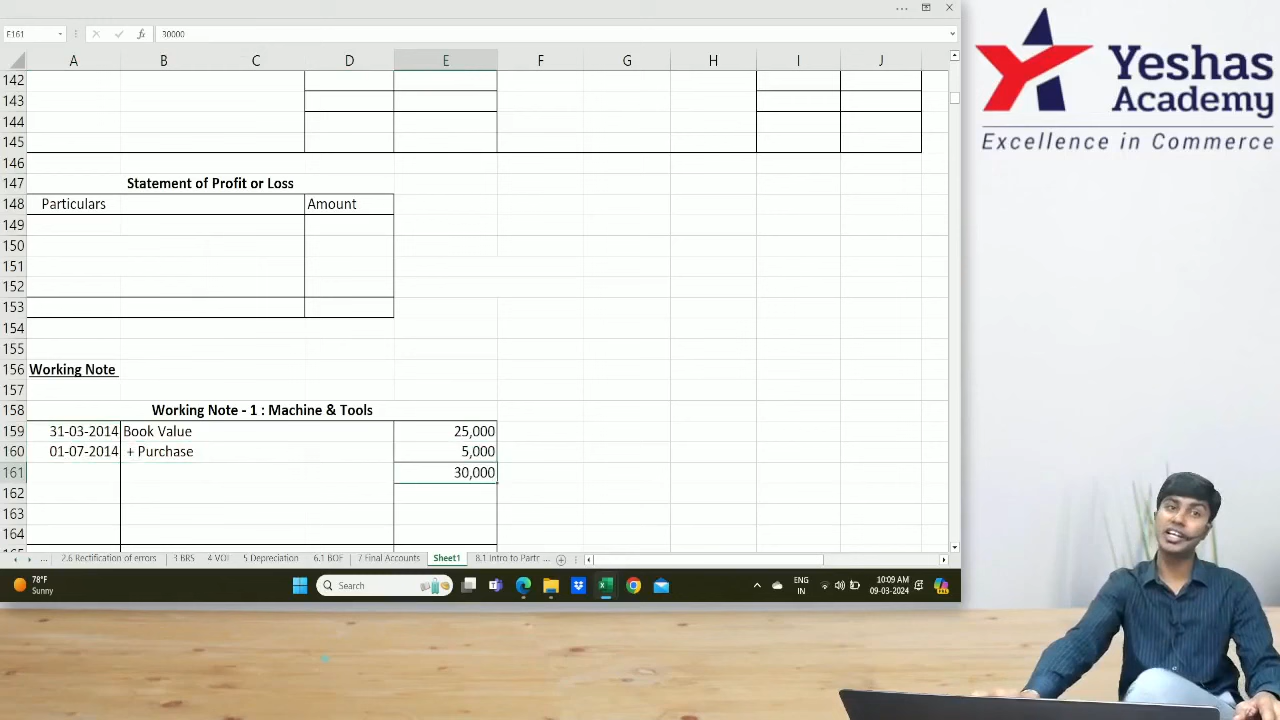 E161 30000
A B C D E F G H I J
142
143
144
145
146
147 Statement of Profit or Loss
148 Particulars Amount
149
150
151
152
153
154
155
156 Working Note
157
158 Working Note - 1 : Machine & Tools
159 31-03-2014 Book Value 25,000
160 01-07-2014 + Purchase 5,000
161 30,000
162
163
164
2.6 Rectification of errors 3 BRS 4 VOI 5 Depreciation 6.1 BOE 7 Final Accounts Sheet1 8.1 Intro to Partr ...
78°F
Sunny
Search
ENG
IN
10:09 AM
09-03-2024
Yeshas
Academy
Excellence in Commerce